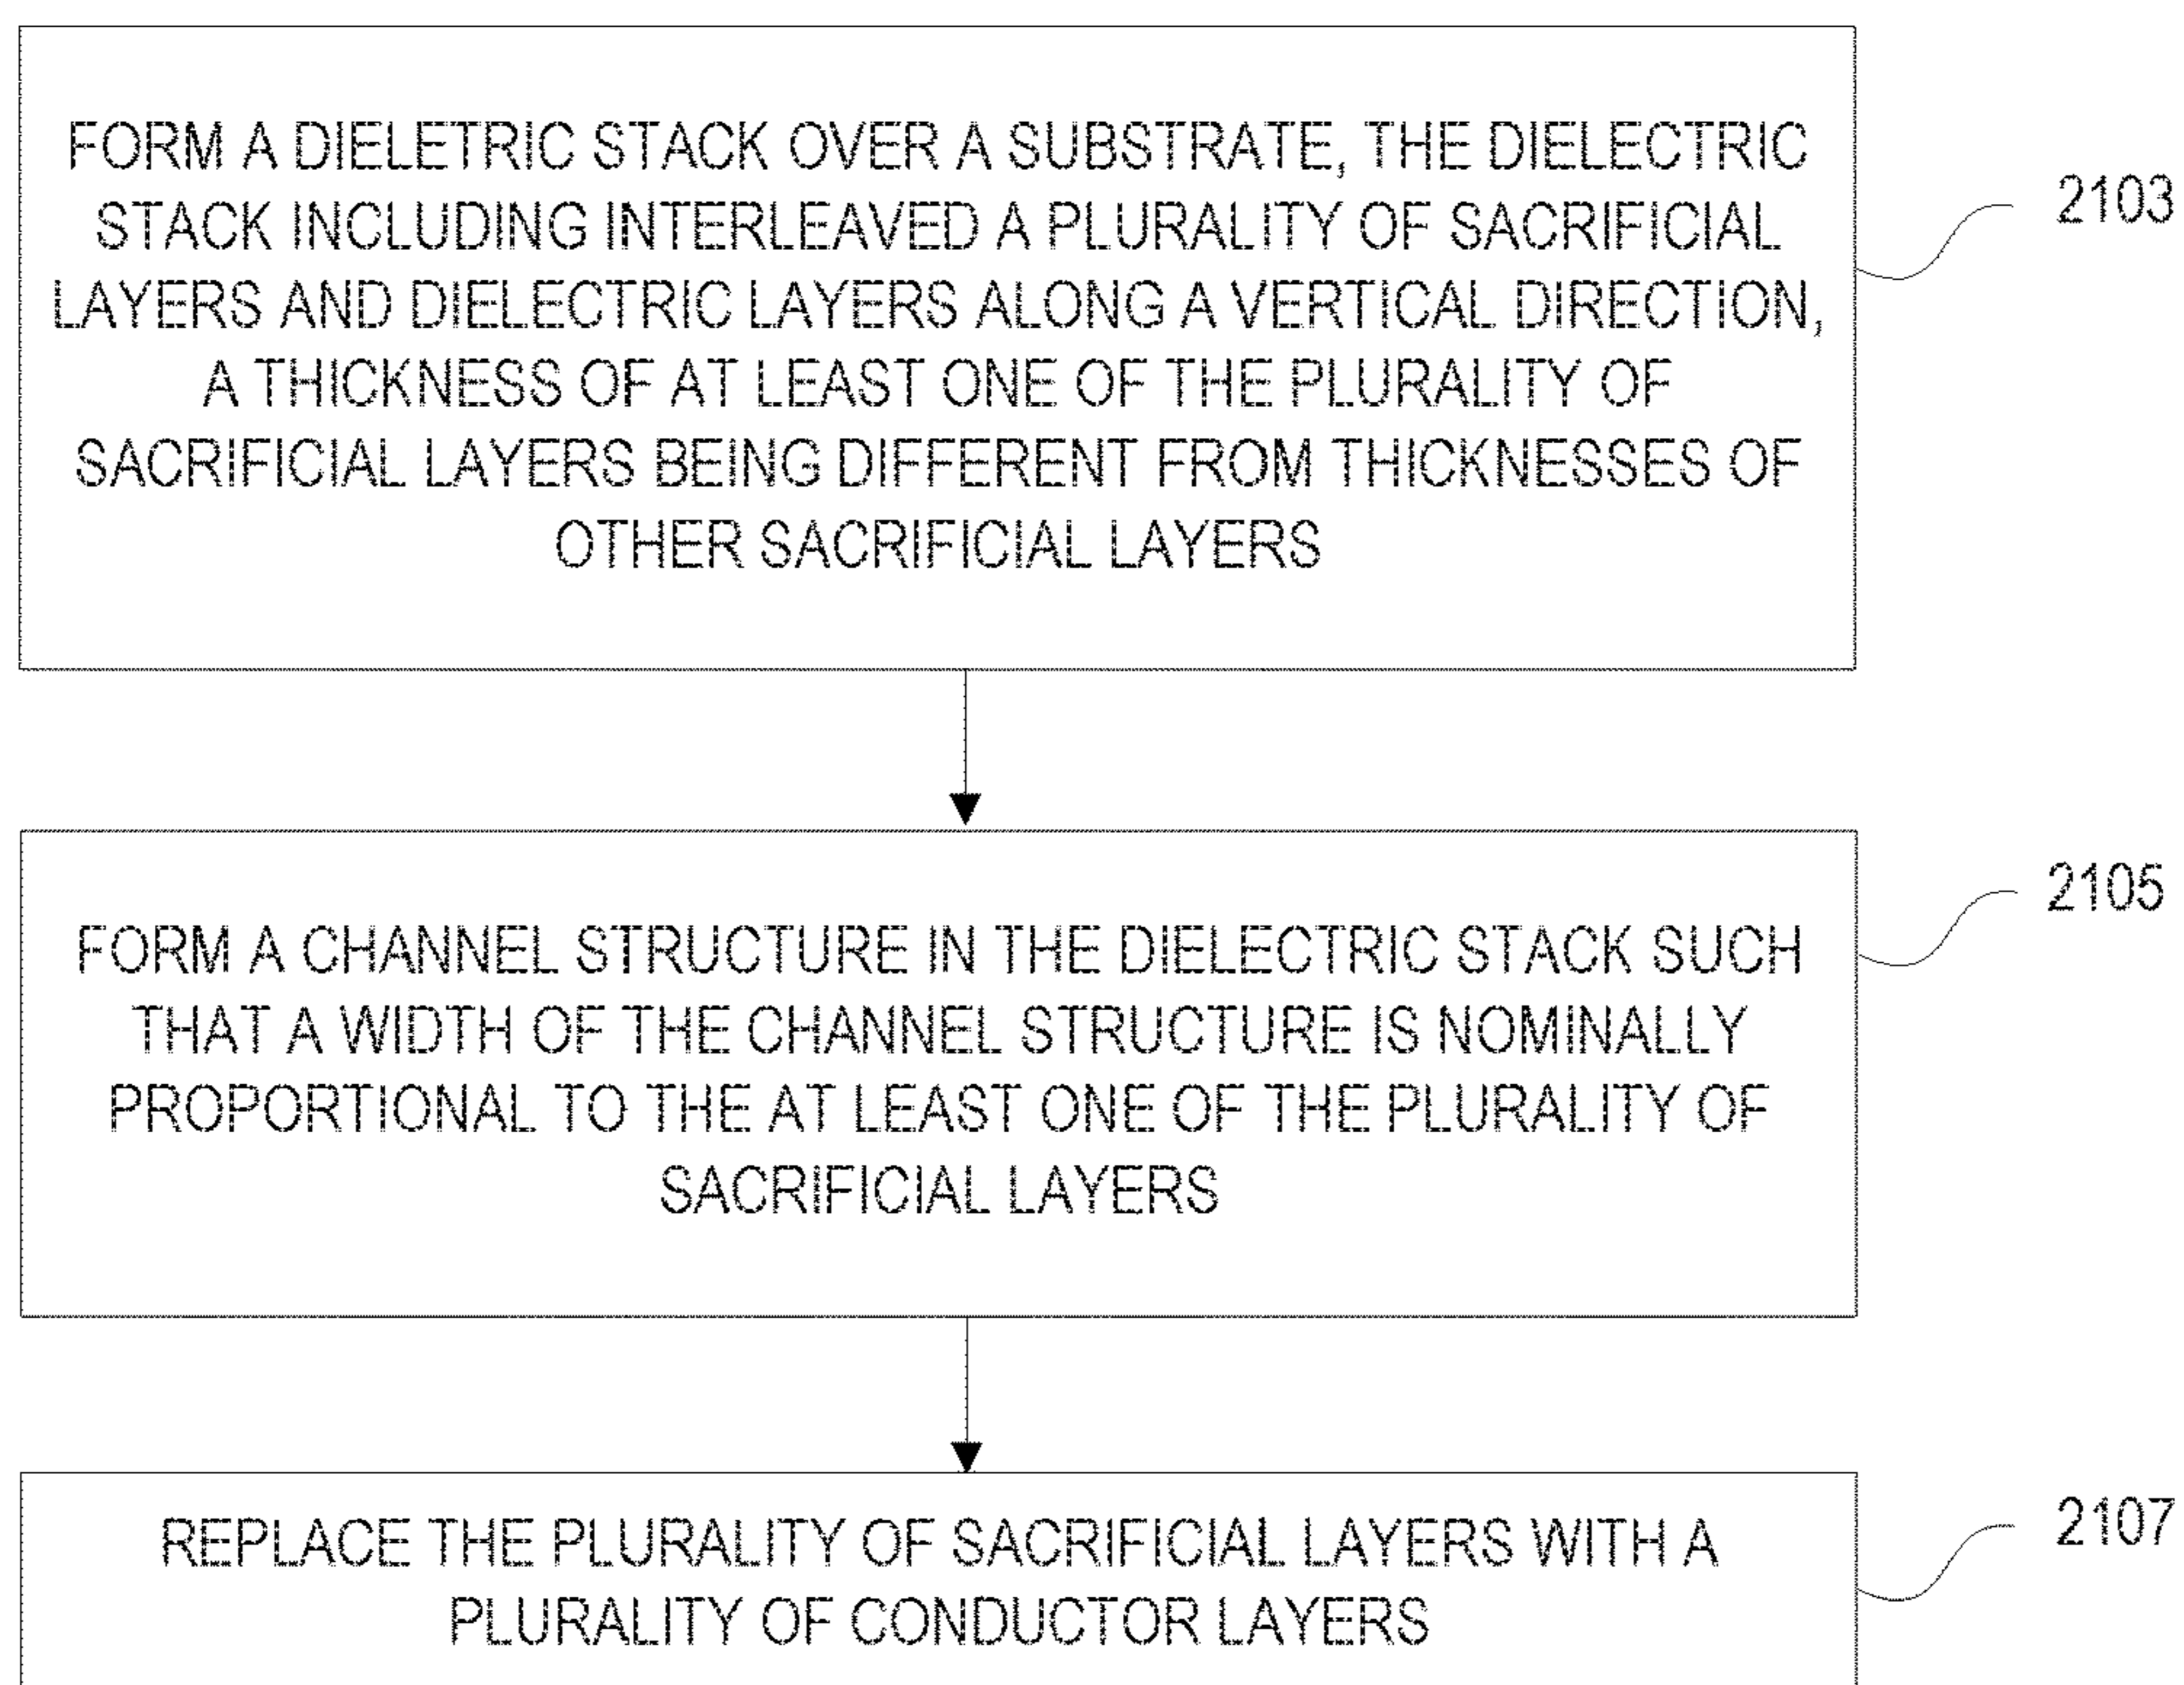 FORM A DIELETRIC STACK OVER A SUBSTRATE, THE DIELECTRIC
STACK INCLUDING INTERLEAVED A PLURALITY OF SACRIFICIAL
LAYERS AND DIELECTRIC LAYERS ALONG A VERTICAL DIRECTION,
A THICKNESS OF AT LEAST ONE OF THE PLURALITY OF
SACRIFICIAL LAYERS BEING DIFFERENT FROM THICKNESSES OF
OTHER SACRIFICIAL LAYERS
2103
FORM A CHANNEL STRUCTURE IN THE DIELECTRIC STACK SUCH
THAT A WIDTH OF THE CHANNEL STRUCTURE IS NOMINALLY
PROPORTIONAL TO THE AT LEAST ONE OF THE PLURALITY OF
SACRIFICIAL LAYERS
2105
REPLACE THE PLURALITY OF SACRIFICIAL LAYERS WITH A
PLURALITY OF CONDUCTOR LAYERS
2107